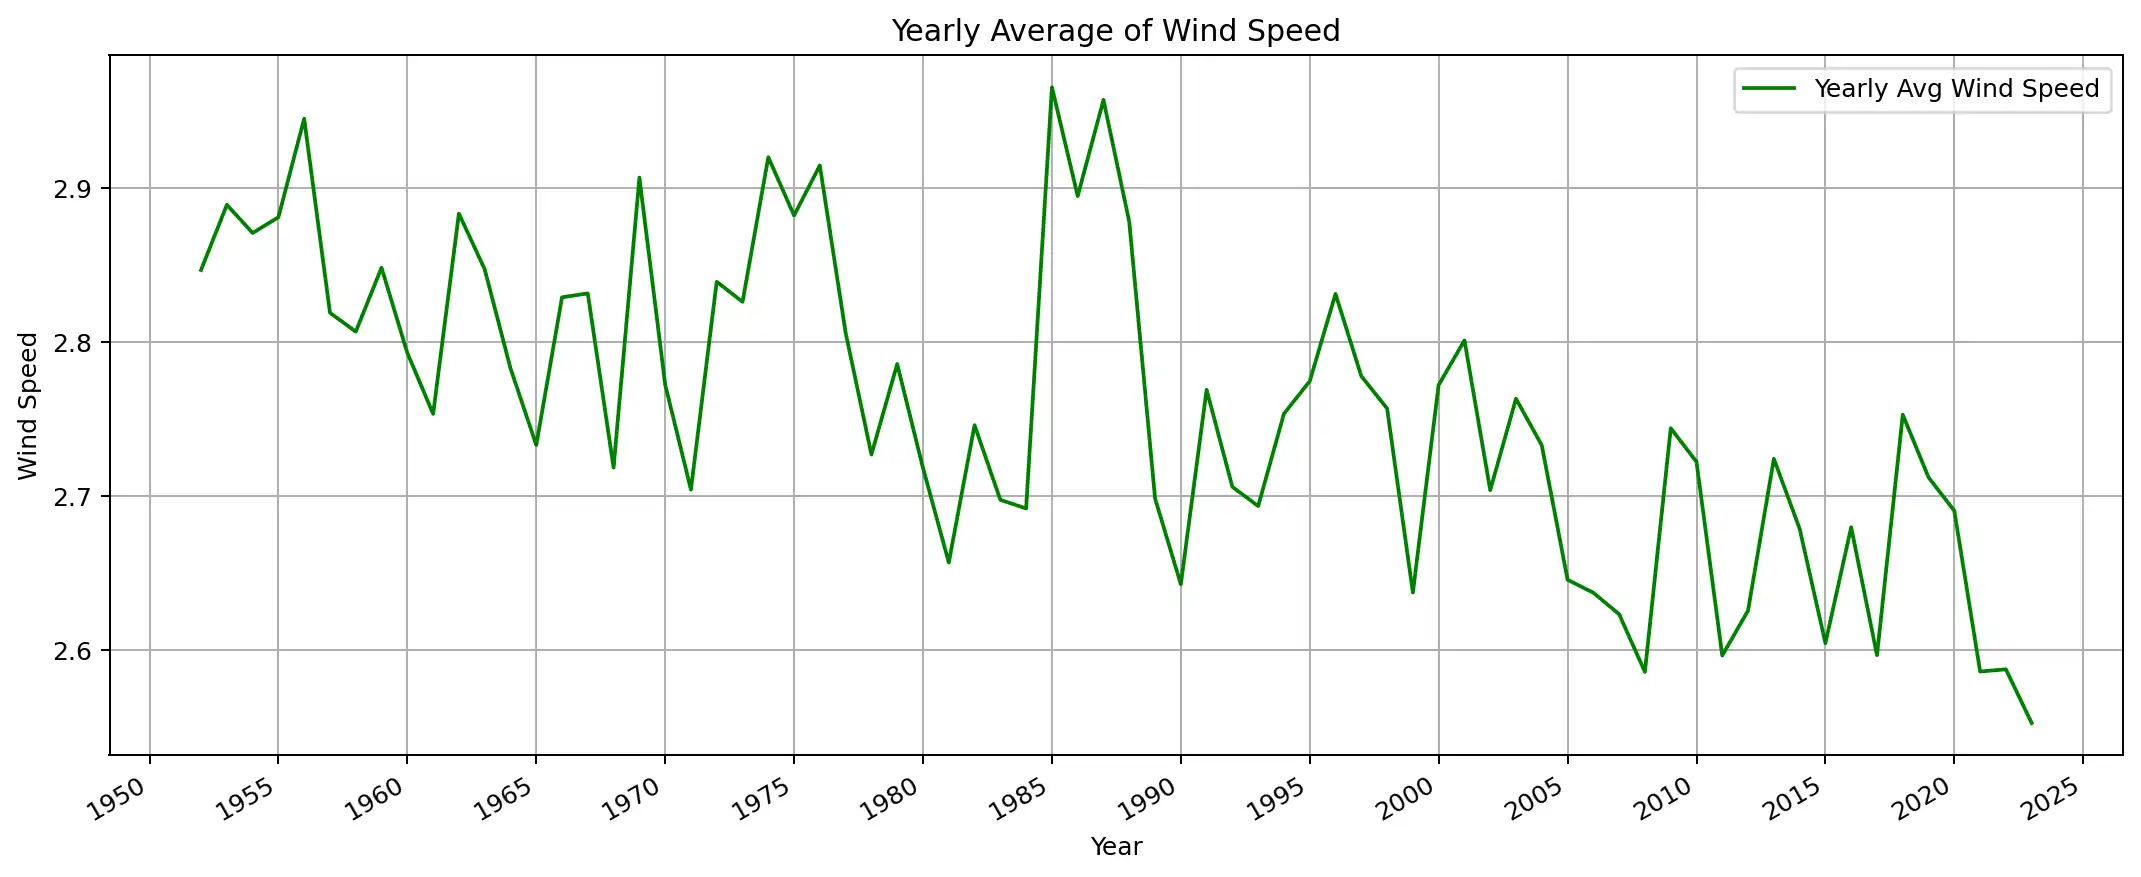 Yearly Average of Wind Speed
Yearly Avg Wind Speed
Wind Speed
2.9
2.8
2.7
2.6
1950 1955 1960 1965 1970 1975 1980 1985 1990 1995 2000 2005 2010 2015 2020 2025
Year